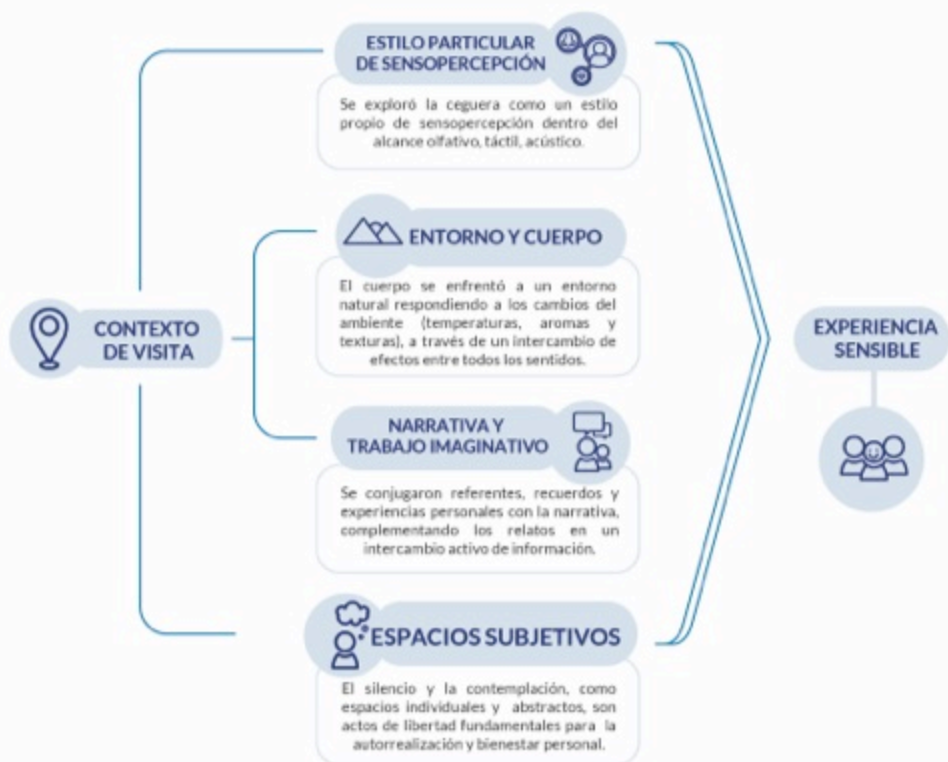 ESTILO PARTICULAR
DE SENSOPERCEPCIÓN
Se exploró la ceguera como un estilo
propio de sensopercepción dentro del
alcance olfativo, táctil, acústico.
ENTORNO Y CUERPO
El cuerpo se enfrentó a un entorno
natural respondiendo a los cambios del
ambiente (temperaturas, aromas y
texturas), a través de un intercambio de
efectos entre todos los sentidos.
CONTEXTO
DE VISITA
NARRATIVA Y
TRABAJO IMAGINATIVO
Se conjugaron referentes, recuerdos y
experiencias personales con la narrativa,
complementando los relatos en un
intercambio activo de información.
ESPACIOS SUBJETIVOS
El silencio y la contemplación, como
espacios individuales y abstractos, son
actos de libertad fundamentales para la
autorrealización y bienestar personal.
EXPERIENCIA
SENSIBLE